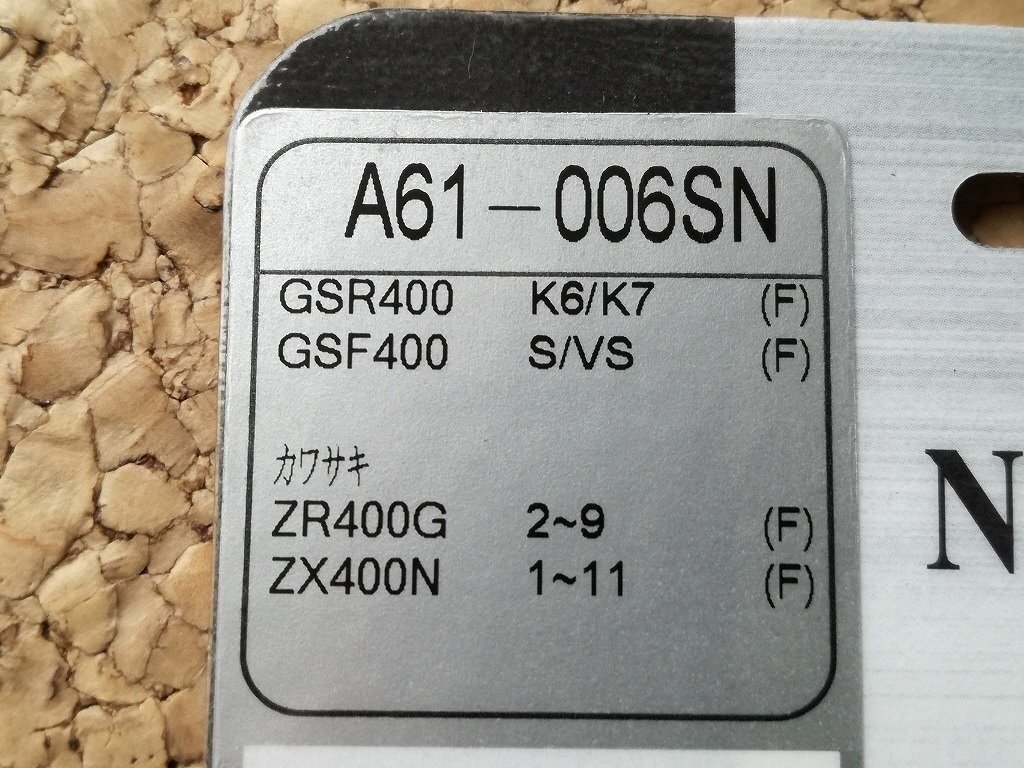 A61-006SN
GSR400 K6/K7 (F)
GSF400 S/VS (F)
カワサキ
ZR400G 2~9 (F)
ZX400N 1~11 (F)
N